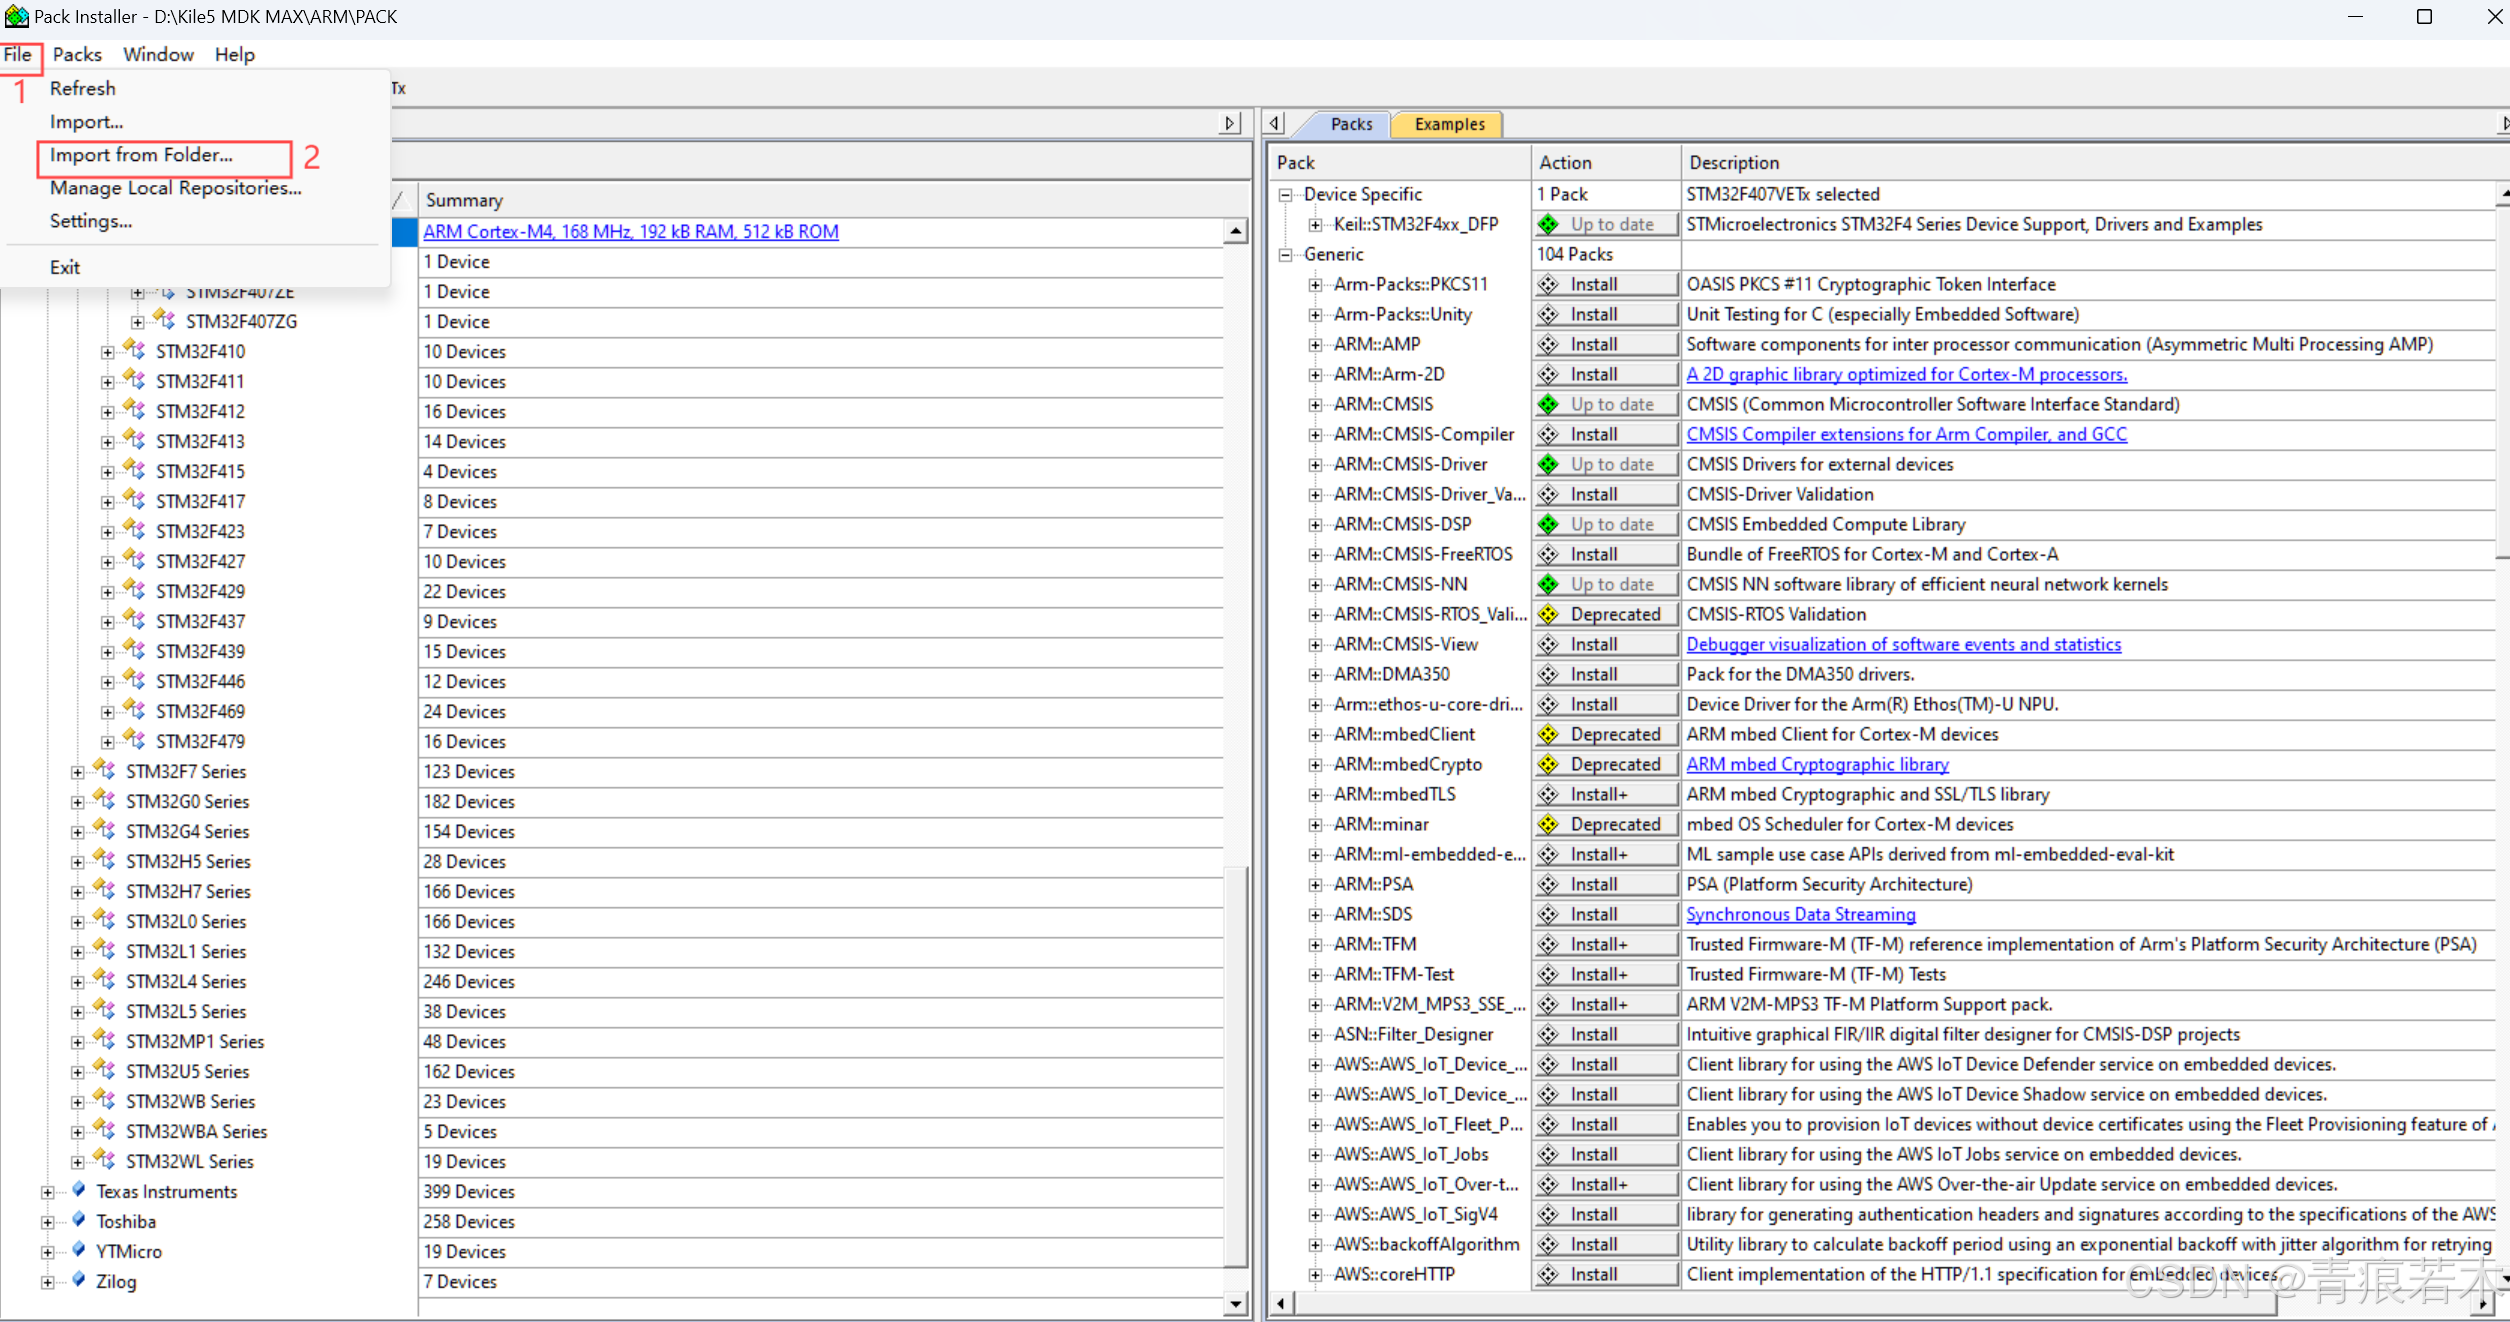 Pack Installer - D:\Kile5 MDK MAX\ARM\PACK
File Packs Window Help
1
Refresh
Tx
Import...
Import from Folder...
2
Manage Local Repositories...
Settings...
Exit
Summary
ARM Cortex-M4, 168 MHz, 192 kB RAM, 512 kB ROM
1 Device
STM32F407ZE 1 Device
STM32F407ZG 1 Device
STM32F410 10 Devices
STM32F411 10 Devices
STM32F412 16 Devices
STM32F413 14 Devices
STM32F415 4 Devices
STM32F417 8 Devices
STM32F423 7 Devices
STM32F427 10 Devices
STM32F429 22 Devices
STM32F437 9 Devices
STM32F439 15 Devices
STM32F446 12 Devices
STM32F469 24 Devices
STM32F479 16 Devices
STM32F7 Series 123 Devices
STM32G0 Series 182 Devices
STM32G4 Series 154 Devices
STM32H5 Series 28 Devices
STM32H7 Series 166 Devices
STM32L0 Series 166 Devices
STM32L1 Series 132 Devices
STM32L4 Series 246 Devices
STM32L5 Series 38 Devices
STM32MP1 Series 48 Devices
STM32U5 Series 162 Devices
STM32WB Series 23 Devices
STM32WBA Series 5 Devices
STM32WL Series 19 Devices
Texas Instruments 399 Devices
Toshiba 258 Devices
YTMicro 19 Devices
Zilog 7 Devices
Packs Examples
Pack Action Description
Device Specific 1 Pack STM32F407VETx selected
Keil::STM32F4xx_DFP Up to date STMicroelectronics STM32F4 Series Device Support, Drivers and Examples
Generic 104 Packs
Arm-Packs::PKCS11 Install OASIS PKCS #11 Cryptographic Token Interface
Arm-Packs::Unity Install Unit Testing for C (especially Embedded Software)
ARM::AMP Install Software components for inter processor communication (Asymmetric Multi Processing AMP)
ARM::Arm-2D Install A 2D graphic library optimized for Cortex-M processors.
ARM::CMSIS Up to date CMSIS (Common Microcontroller Software Interface Standard)
ARM::CMSIS-Compiler Install CMSIS Compiler extensions for Arm Compiler, and GCC
ARM::CMSIS-Driver Up to date CMSIS Drivers for external devices
ARM::CMSIS-Driver_Va... Install CMSIS-Driver Validation
ARM::CMSIS-DSP Up to date CMSIS Embedded Compute Library
ARM::CMSIS-FreeRTOS Install Bundle of FreeRTOS for Cortex-M and Cortex-A
ARM::CMSIS-NN Up to date CMSIS NN software library of efficient neural network kernels
ARM::CMSIS-RTOS_Vali... Deprecated CMSIS-RTOS Validation
ARM::CMSIS-View Install Debugger visualization of software events and statistics
ARM::DMA350 Install Pack for the DMA350 drivers.
Arm::ethos-u-core-dri... Install Device Driver for the Arm(R) Ethos(TM)-U NPU.
ARM::mbedClient Deprecated ARM mbed Client for Cortex-M devices
ARM::mbedCrypto Deprecated ARM mbed Cryptographic library
ARM::mbedTLS Install+ ARM mbed Cryptographic and SSL/TLS library
ARM::minar Deprecated mbed OS Scheduler for Cortex-M devices
ARM::ml-embedded-e... Install+ ML sample use case APIs derived from ml-embedded-eval-kit
ARM::PSA Install PSA (Platform Security Architecture)
ARM::SDS Install Synchronous Data Streaming
ARM::TFM Install+ Trusted Firmware-M (TF-M) reference implementation of Arm's Platform Security Architecture (PSA)
ARM::TFM-Test Install+ Trusted Firmware-M (TF-M) Tests
ARM::V2M_MPS3_SSE_... Install+ ARM V2M-MPS3 TF-M Platform Support pack.
ASN::Filter_Designer Install Intuitive graphical FIR/IIR digital filter designer for CMSIS-DSP projects
AWS::AWS_IoT_Device_... Install Client library for using the AWS IoT Device Defender service on embedded devices.
AWS::AWS_IoT_Device_... Install Client library for using the AWS IoT Device Shadow service on embedded devices.
AWS::AWS_IoT_Fleet_P... Install Enables you to provision IoT devices without device certificates using the Fleet Provisioning feature of
AWS::AWS_IoT_Jobs Install Client library for using the AWS IoT Jobs service on embedded devices.
AWS::AWS_IoT_Over-t... Install+ Client library for using the AWS Over-the-air Update service on embedded devices.
AWS::AWS_IoT_SigV4 Install library for generating authentication headers and signatures according to the specifications of the AWS
AWS::backoffAlgorithm Install Utility library to calculate backoff period using an exponential backoff with jitter algorithm for retrying
AWS::coreHTTP Install Client implementation of the HTTP/1.1 specification for embedded devices
CSDN @青痕若木